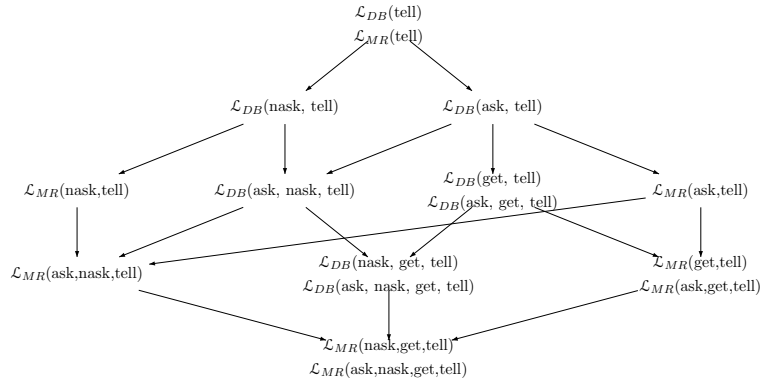 ℒ_DB(tell)
ℒ_MR(tell)
ℒ_DB(nask, tell)
ℒ_DB(ask, tell)
ℒ_MR(nask,tell)
ℒ_DB(ask, nask, tell)
ℒ_DB(get, tell)
ℒ_DB(ask, get, tell)
ℒ_MR(ask,tell)
ℒ_MR(ask,nask,tell)
ℒ_DB(nask, get, tell)
ℒ_DB(ask, nask, get, tell)
ℒ_MR(get,tell)
ℒ_MR(ask,get,tell)
ℒ_MR(nask,get,tell)
ℒ_MR(ask,nask,get,tell)